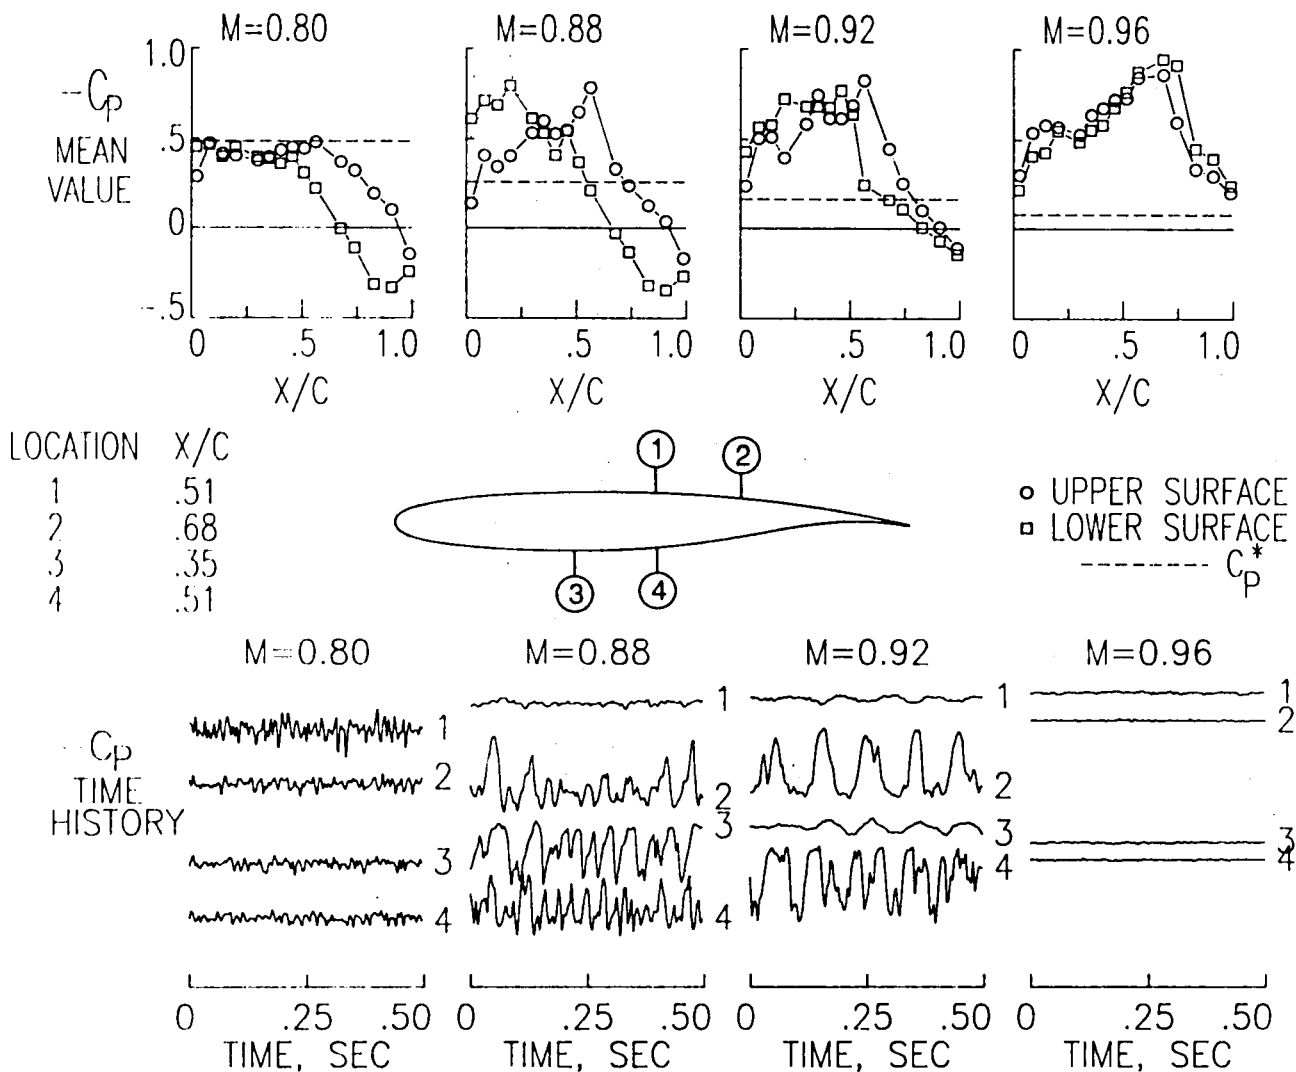 M=0.80 M=0.88 M=0.92 M=0.96
-Cp
MEAN
VALUE
1.0
.5
0
-.5
0 .5 1.0 0 .5 1.0 0 .5 1.0 0 .5 1.0
X/C X/C X/C X/C
LOCATION X/C
1 .51
2 .68
3 .35
4 .51
1 2
3 4
UPPER SURFACE
LOWER SURFACE
Cp*
M=0.80 M=0.88 M=0.92 M=0.96
Cp
TIME
HISTORY
1 2 3 4
1 2 3 4
1 2 3 4
1 2 3 4
0 .25 .50 0 .25 .50 0 .25 .50 0 .25 .50
TIME, SEC TIME, SEC TIME, SEC TIME, SEC